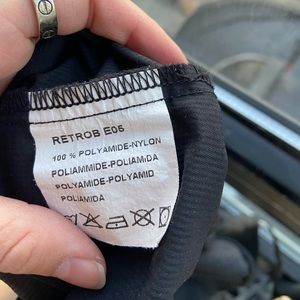 RETROB E05
100 % POLYAMIDE-NYLON
POLIAMMIDE-POLIAMIDA
POLYAMIDE-POLYAMID
POLIAMIDA